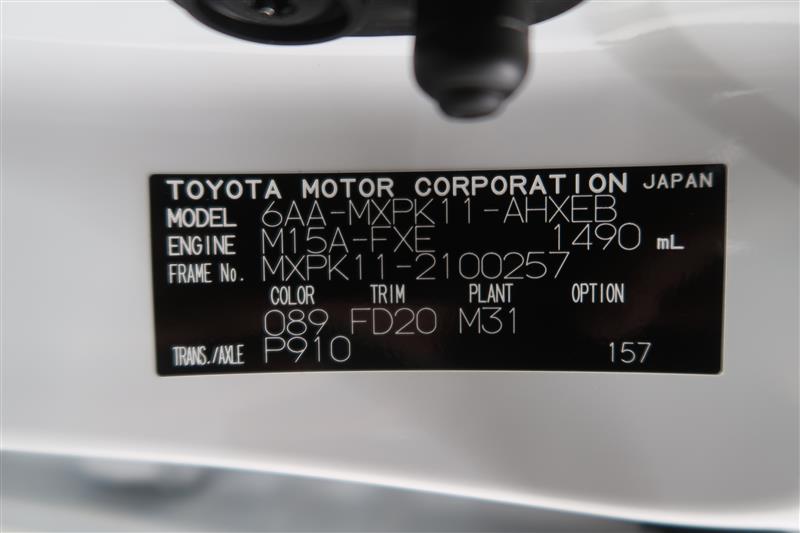 TOYOTA MOTOR CORPORATION JAPAN
MODEL 6AA-MXPK11-AHXEB
ENGINE M15A-FXE 1490 mL
FRAME No. MXPK11-2100257
COLOR TRIM PLANT OPTION
089 FD20 M31
TRANS./AXLE P910 157